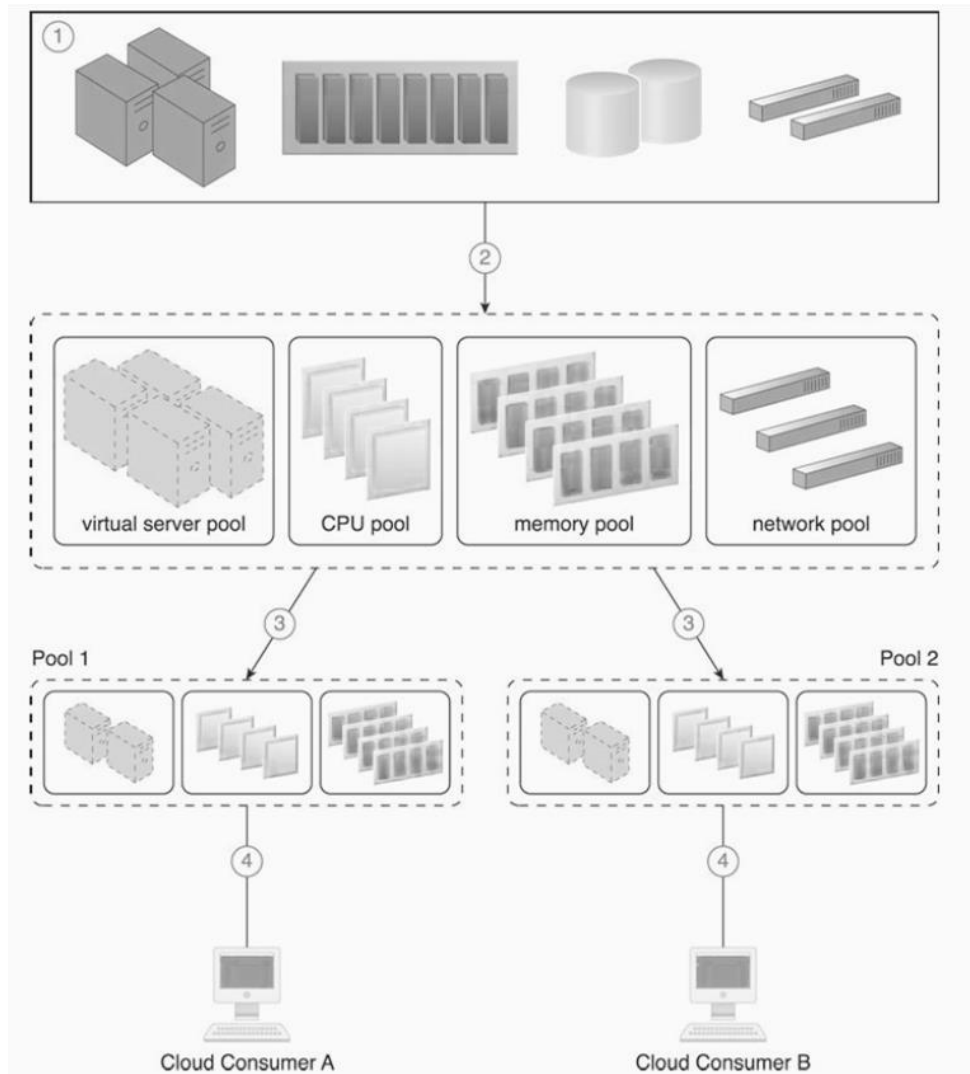 1
2
virtual server pool
CPU pool
memory pool
network pool
3
3
Pool 1
Pool 2
4
4
Cloud Consumer A
Cloud Consumer B